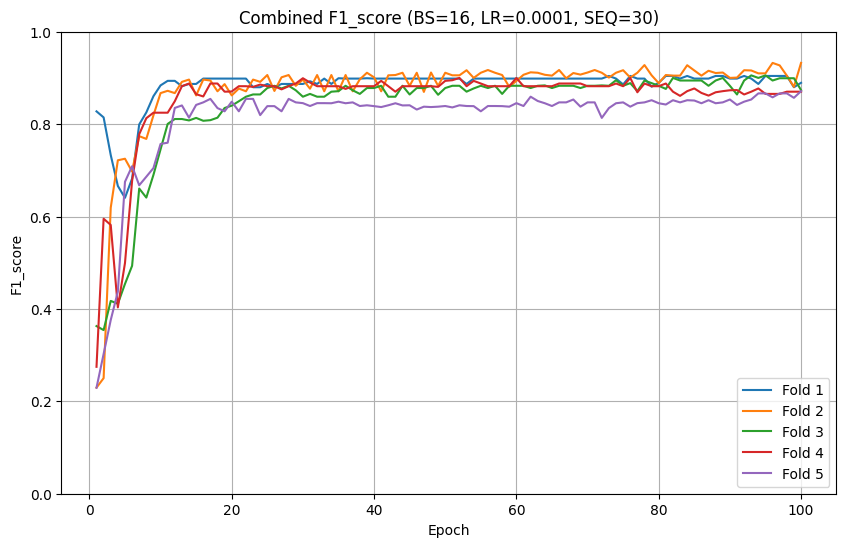 Combined F1_score (BS=16, LR=0.0001, SEQ=30)
F1_score
1.0
0.8
0.6
0.4
0.2
0.0
0 20 40 60 80 100
Epoch
Fold 1
Fold 2
Fold 3
Fold 4
Fold 5